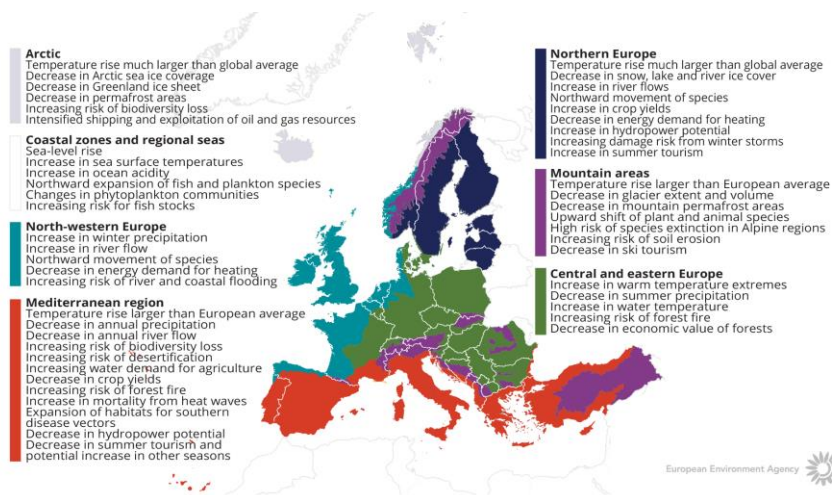 Arctic
Temperature rise much larger than global average
Decrease in Arctic sea ice coverage
Decrease in Greenland ice sheet
Decrease in permafrost areas
Increasing risk of biodiversity loss
Intensified shipping and exploitation of oil and gas resources
Coastal zones and regional seas
Sea-level rise
Increase in sea surface temperatures
Increase in ocean acidity
Northward expansion of fish and plankton species
Changes in phytoplankton communities
Increasing risk for fish stocks
North-western Europe
Increase in winter precipitation
Increase in river flow
Northward movement of species
Decrease in energy demand for heating
Increasing risk of river and coastal flooding
Mediterranean region
Temperature rise larger than European average
Decrease in annual precipitation
Decrease in annual river flow
Increasing risk of biodiversity loss
Increasing risk of desertification
Increasing water demand for agriculture
Decrease in crop yields
Increasing risk of forest fire
Increase in mortality from heat waves
Expansion of habitats for southern
disease vectors
Decrease in hydropower potential
Decrease in summer tourism and
potential increase in other seasons
Northern Europe
Temperature rise much larger than global average
Decrease in snow, lake and river ice cover
Increase in river flows
Northward movement of species
Increase in crop yields
Decrease in energy demand for heating
Increase in hydropower potential
Increasing damage risk from winter storms
Increase in summer tourism
Mountain areas
Temperature rise larger than European average
Decrease in glacier extent and volume
Decrease in mountain permafrost areas
Upward shift of plant and animal species
High risk of species extinction in Alpine regions
Increasing risk of soil erosion
Decrease in ski tourism
Central and eastern Europe
Increase in warm temperature extremes
Decrease in summer precipitation
Increase in water temperature
Increasing risk of forest fire
Decrease in economic value of forests
European Environment Agency